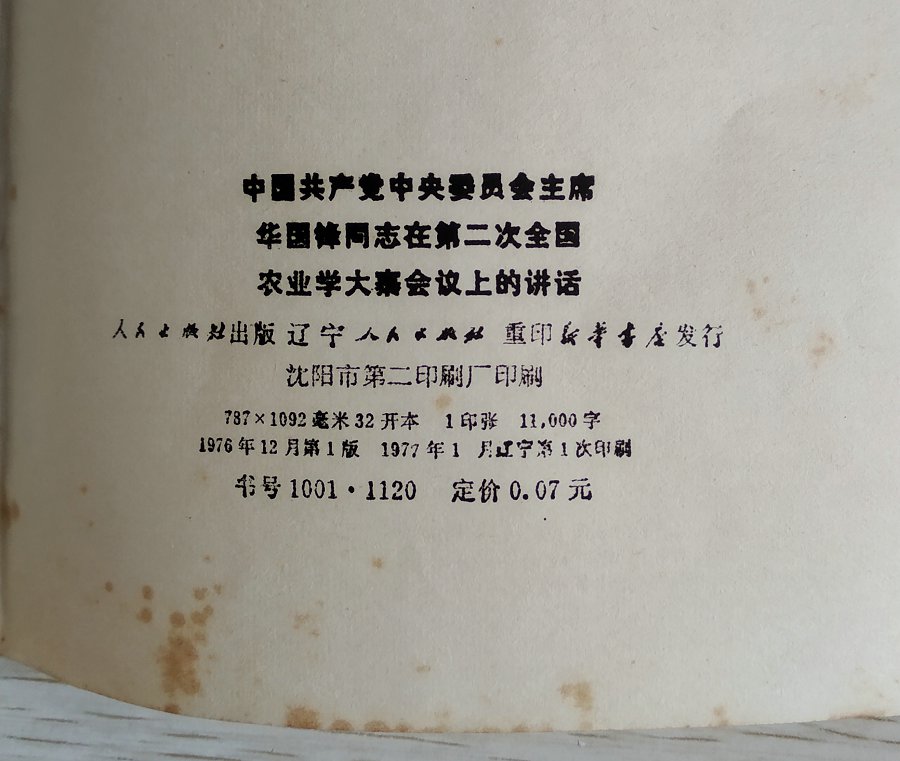 中国共产党中央委员会主席
华国锋同志在第二次全国
农业学大寨会议上的讲话
人民出版社出版 辽宁人民出版社 重印 新华书店发行
沈阳市第二印刷厂印刷
787×1092毫米 32开本 1印张 11,000字
1976年12月第1版 1977年1月辽宁第1次印刷
书号1001·1120 定价0.07元